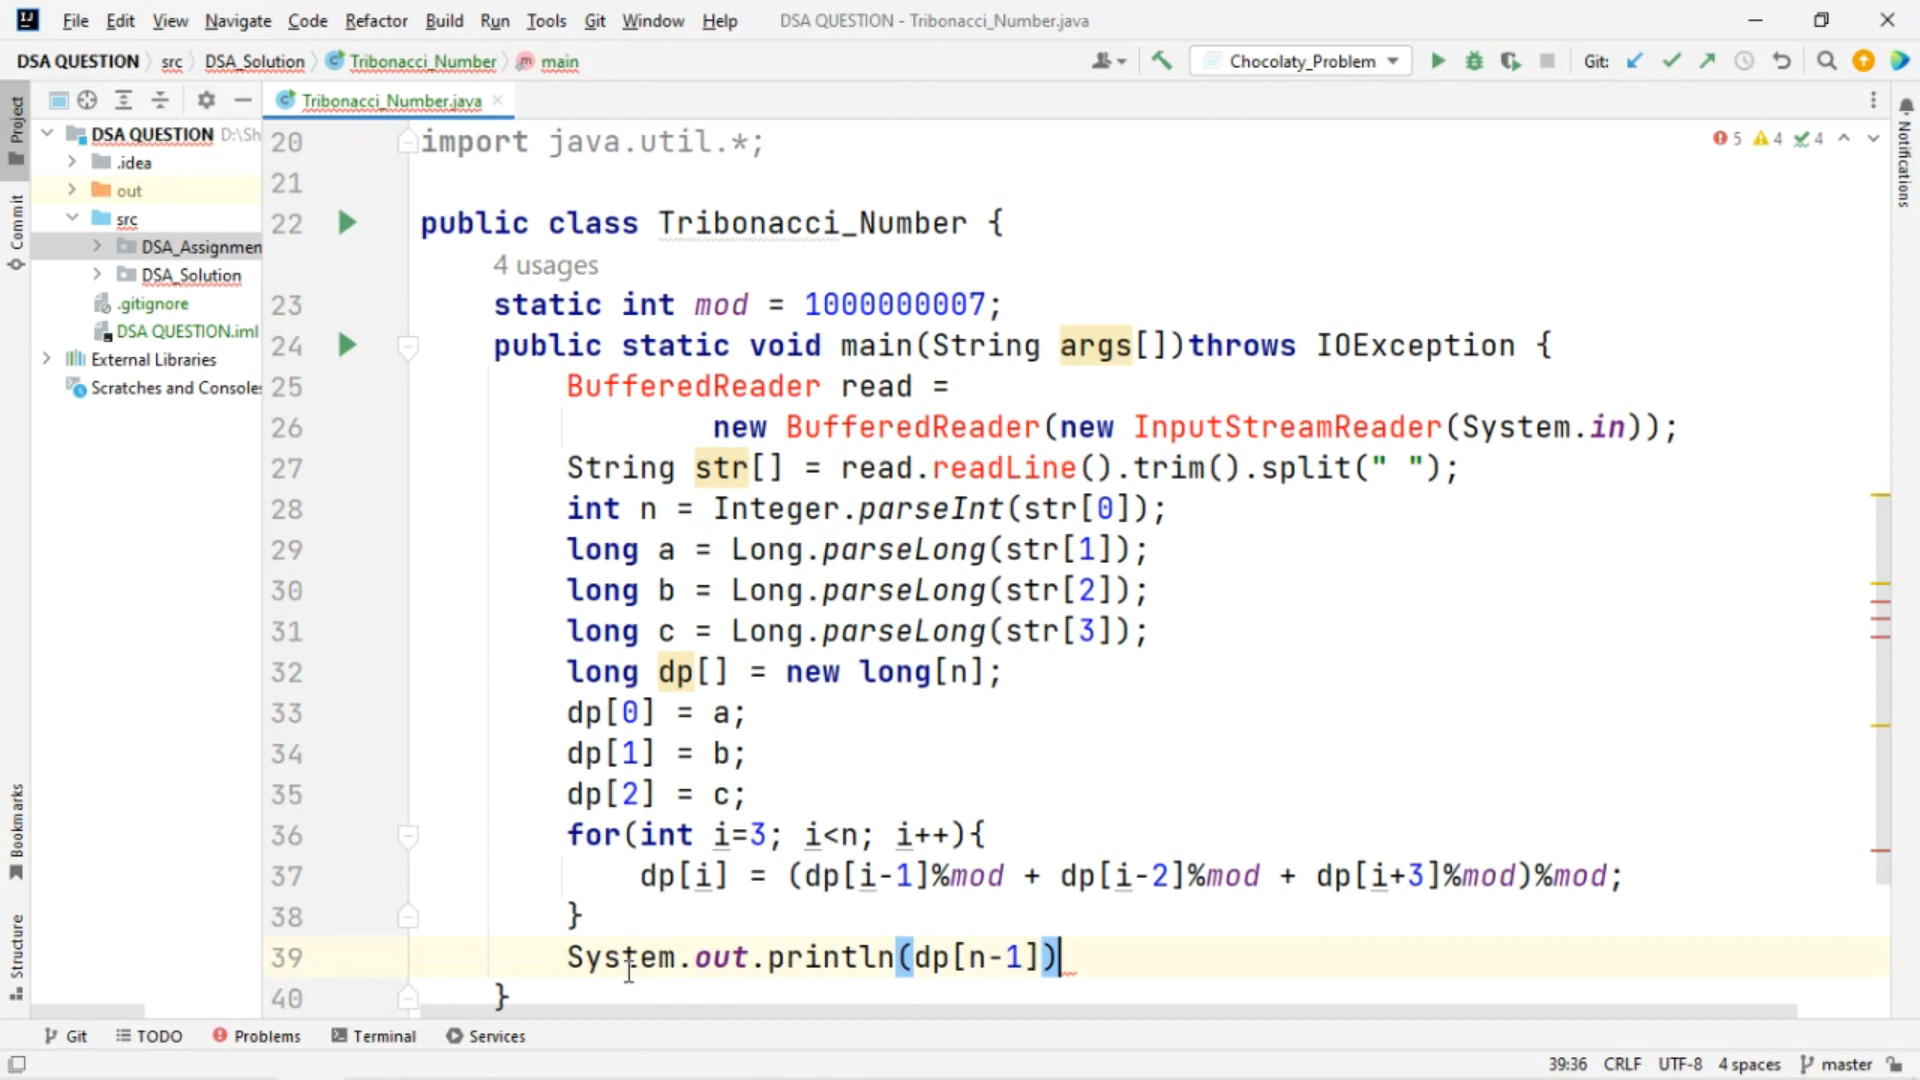 File Edit View Navigate Code Refactor Build Run Tools Git Window Help DSA QUESTION - Tribonacci_Number.java
DSA QUESTION src DSA_Solution Tribonacci_Number main Chocolaty_Problem Git:
Project
Commit
Bookmarks
Structure
Notifications
DSA QUESTION D:\Sh
.idea
out
src
DSA_Assignmen
DSA_Solution
.gitignore
DSA QUESTION.iml
External Libraries
Scratches and Consoles
Tribonacci_Number.java
5 4 4
20 import java.util.*;
21
22 public class Tribonacci_Number {
4 usages
23 static int mod = 1000000007;
24 public static void main(String args[])throws IOException {
25 BufferedReader read =
26 new BufferedReader(new InputStreamReader(System.in));
27 String str[] = read.readLine().trim().split(" ");
28 int n = Integer.parseInt(str[0]);
29 long a = Long.parseLong(str[1]);
30 long b = Long.parseLong(str[2]);
31 long c = Long.parseLong(str[3]);
32 long dp[] = new long[n];
33 dp[0] = a;
34 dp[1] = b;
35 dp[2] = c;
36 for(int i=3; i<n; i++){
37 dp[i] = (dp[i-1]%mod + dp[i-2]%mod + dp[i+3]%mod)%mod;
38 }
39 System.out.println(dp[n-1])
40 }
Git TODO Problems Terminal Services
39:36 CRLF UTF-8 4 spaces master